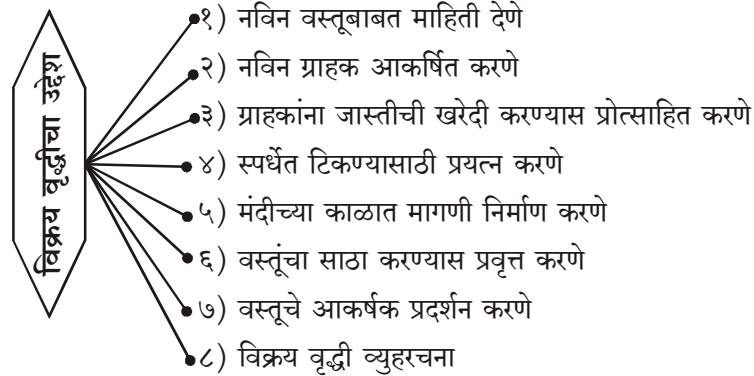 विक्रय वृद्धीचा उद्देश
१) नविन वस्तूबाबत माहिती देणे
२) नविन ग्राहक आकर्षित करणे
३) ग्राहकांना जास्तीची खरेदी करण्यास प्रोत्साहित करणे
४) स्पर्धेत टिकण्यासाठी प्रयत्न करणे
५) मंदीच्या काळात मागणी निर्माण करणे
६) वस्तूंचा साठा करण्यास प्रवृत्त करणे
७) वस्तूचे आकर्षक प्रदर्शन करणे
८) विक्रय वृद्धी व्युहरचना